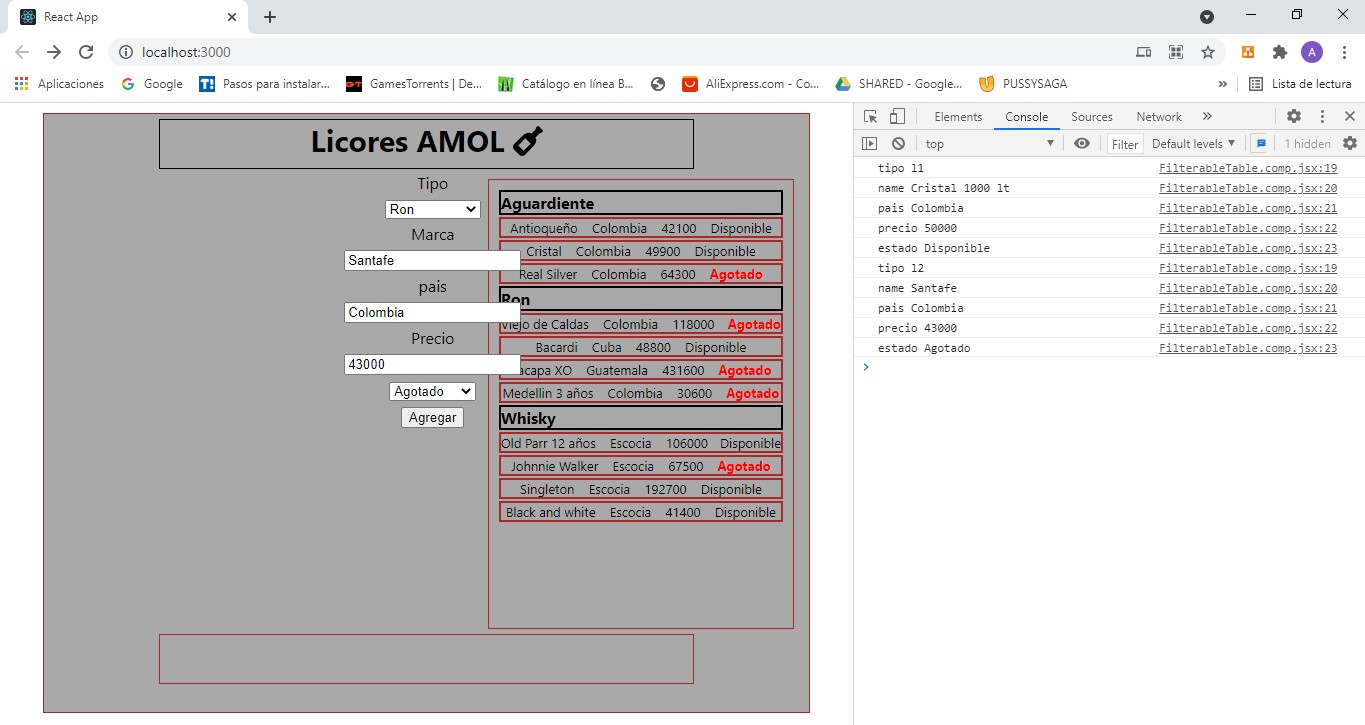 React App
localhost:3000
A
Aplicaciones
Google
Pasos para instalar...
GamesTorrents | De...
Catálogo en línea B...
AliExpress.com - Co...
SHARED - Google...
PUSSYSAGA
»
Lista de lectura
Licores AMOL
Tipo
Ron
Marca
Santafe
pais
Colombia
Precio
43000
Agotado
Agregar
Aguardiente
Antioqueño Colombia 42100 Disponible
Cristal Colombia 49900 Disponible
Real Silver Colombia 64300 Agotado
Ron
Viejo de Caldas Colombia 118000 Agotado
Bacardi Cuba 48800 Disponible
acapa XO Guatemala 431600 Agotado
Medellin 3 años Colombia 30600 Agotado
Whisky
Old Parr 12 años Escocia 106000 Disponible
Johnnie Walker Escocia 67500 Agotado
Singleton Escocia 192700 Disponible
Black and white Escocia 41400 Disponible
Elements Console Sources Network »
top Filter Default levels 1 hidden
tipo l1 FilterableTable.comp.jsx:19
name Cristal 1000 lt FilterableTable.comp.jsx:20
pais Colombia FilterableTable.comp.jsx:21
precio 50000 FilterableTable.comp.jsx:22
estado Disponible FilterableTable.comp.jsx:23
tipo l2 FilterableTable.comp.jsx:19
name Santafe FilterableTable.comp.jsx:20
pais Colombia FilterableTable.comp.jsx:21
precio 43000 FilterableTable.comp.jsx:22
estado Agotado FilterableTable.comp.jsx:23